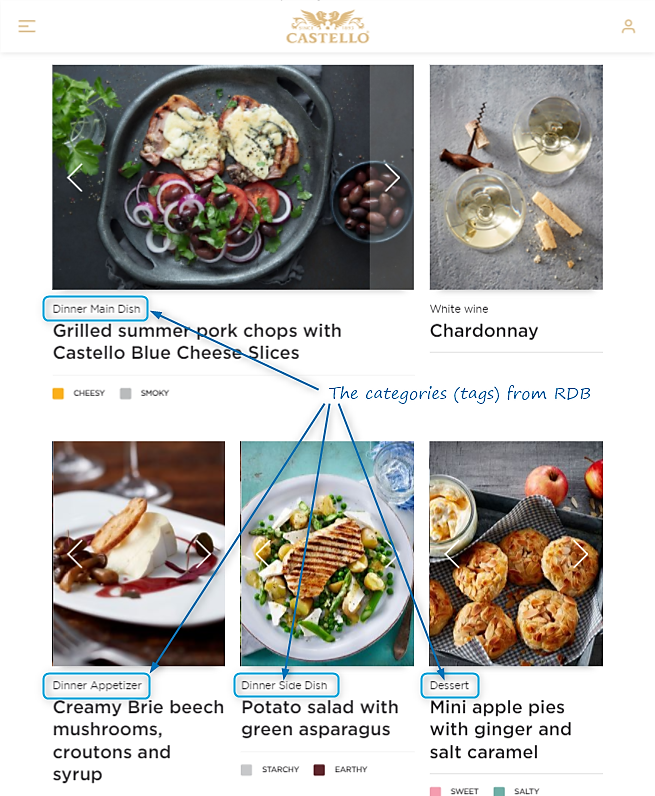 CASTELLO
Dinner Main Dish
Grilled summer pork chops with
Castello Blue Cheese Slices
CHEESY SMOKY
White wine
Chardonnay
The categories (tags) from RDB
Dinner Appetizer
Creamy Brie beech
mushrooms,
croutons and
syrup
Dinner Side Dish
Potato salad with
green asparagus
STARCHY EARTHY
Dessert
Mini apple pies
with ginger and
salt caramel
SWEET SALTY